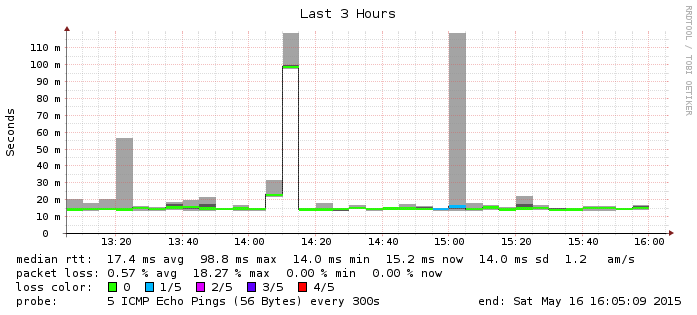 Last 3 Hours
RRDTOOL / TOBI OETIKER
Seconds
110 m
100 m
90 m
80 m
70 m
60 m
50 m
40 m
30 m
20 m
10 m
0
13:20 13:40 14:00 14:20 14:40 15:00 15:20 15:40 16:00
median rtt: 17.4 ms avg 98.8 ms max 14.0 ms min 15.2 ms now 14.0 ms sd 1.2 am/s
packet loss: 0.57 % avg 18.27 % max 0.00 % min 0.00 % now
loss color: 0 1/5 2/5 3/5 4/5
probe: 5 ICMP Echo Pings (56 Bytes) every 300s end: Sat May 16 16:05:09 2015